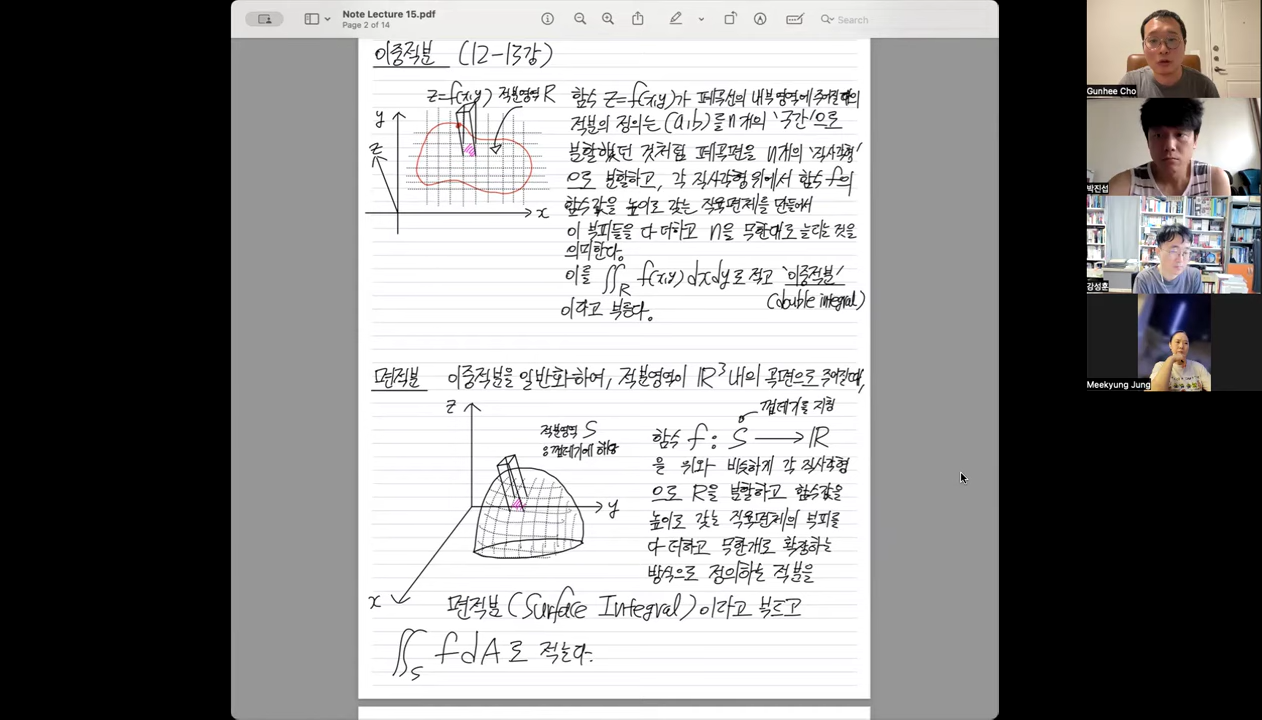 Note Lecture 15.pdf
Page 2 of 14
Search
이중적분 (12-13강)
z=f(x,y) 적분영역 R
y
z
x
함수 z=f(x,y)가 폐곡선의 내부영역에 주어질때의
적분의 정의는 (a,b)를 n개의 '구간'으로
분할했던 것처럼 폐곡면을 n개의 '직사각형'
으로 분할하고, 각 직사각형 위에서 함수 f의
함수값을 높이로 갖는 직육면체를 만들어서
이 부피들을 다 더하고 n을 무한대로 늘리는 것을
의미한다.
이를 ∬R f(x,y) dxdy로 적고 '이중적분'
(double integral)
이라고 부른다.
면적분 이중적분을 일반화하여, 적분영역이 ℝ³ 내의 곡면으로 주어질때,
z
적분영역 S
껍데기에 해당
y
x
껍데기를 지칭
함수 f : S → ℝ
을 위와 비슷하게 각 직사각형
으로 R을 분할하고 함수값을
높이로 갖는 직육면체의 부피를
다 더하고 무한개로 확장하는
방식으로 정의하는 적분을
면적분 (Surface Integral) 이라고 부르고
∬S f dA 로 적는다.
Gunhee Cho
박진섭
강성훈
Meekyung Jung